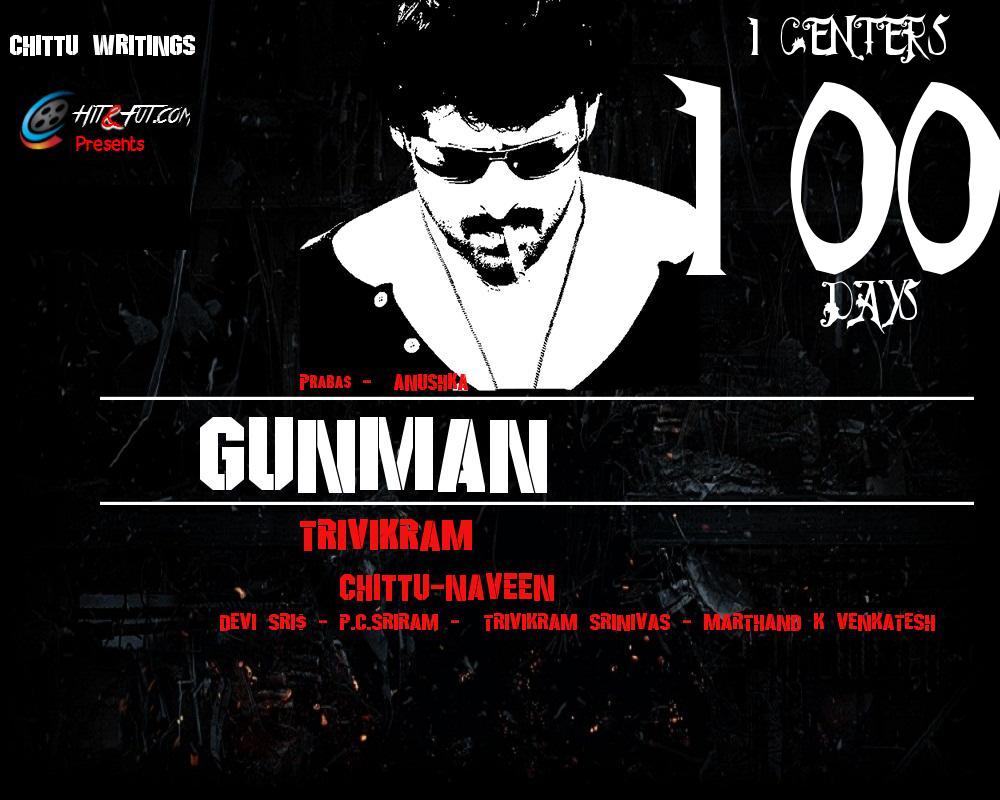 CHITTU WRITINGS
HIT&FUT.COM
Presents
1 CENTERS
100
DAYS
PRABAS - ANUSHKA
GUNMAN
TRIVIKRAM
CHITTU-NAVEEN
DEVI SRIS - P.C.SRIRAM - TRIVIKRAM SRINIVAS - MARTHAND K VENKATESH